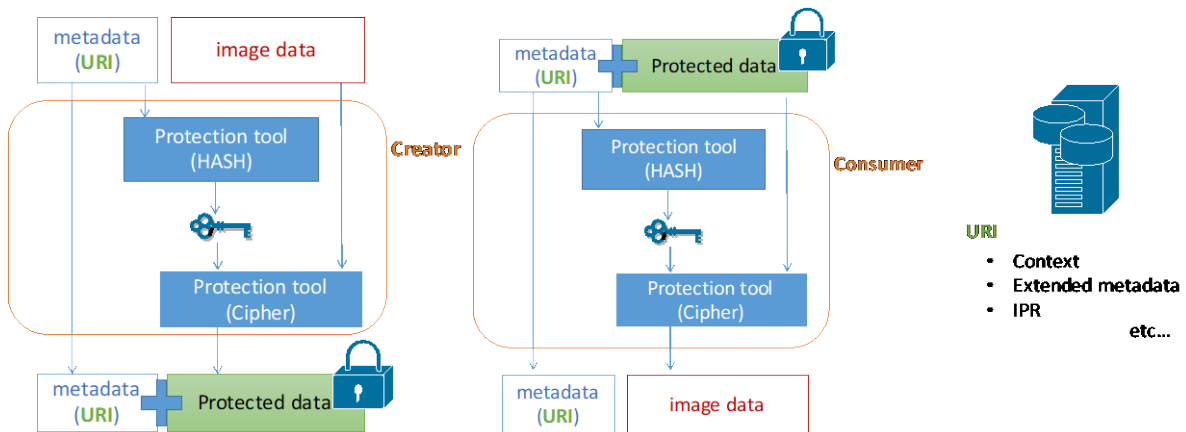 metadata
(URI)
image data
Protection tool
(HASH)
Creator
Protection tool
(Cipher)
metadata
(URI)
Protected data
metadata
(URI)
Protected data
Protection tool
(HASH)
Consumer
Protection tool
(Cipher)
metadata
(URI)
image data
URI
• Context
• Extended metadata
• IPR
etc...